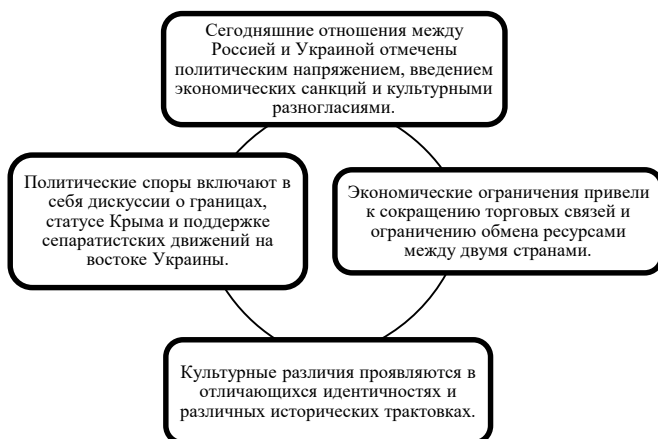 Сегодняшние отношения между
Россией и Украиной отмечены
политическим напряжением, введением
экономических санкций и культурными
разногласиями.
Политические споры включают в
себя дискуссии о границах,
статусе Крыма и поддержке
сепаратистских движений на
востоке Украины.
Экономические ограничения привели
к сокращению торговых связей и
ограничению обмена ресурсами
между двумя странами.
Культурные различия проявляются в
отличающихся идентичностях и
различных исторических трактовках.